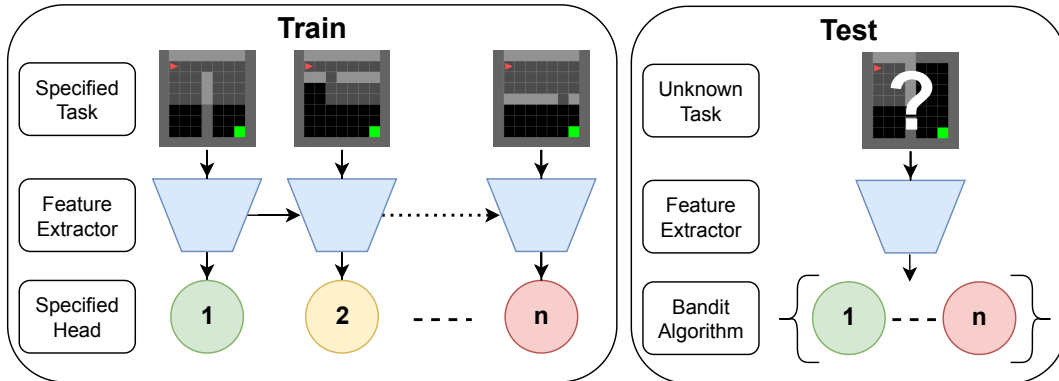 Train
Specified
Task
Feature
Extractor
Specified
Head
1
2
n
Test
Unknown
Task
?
Feature
Extractor
Bandit
Algorithm
1
n